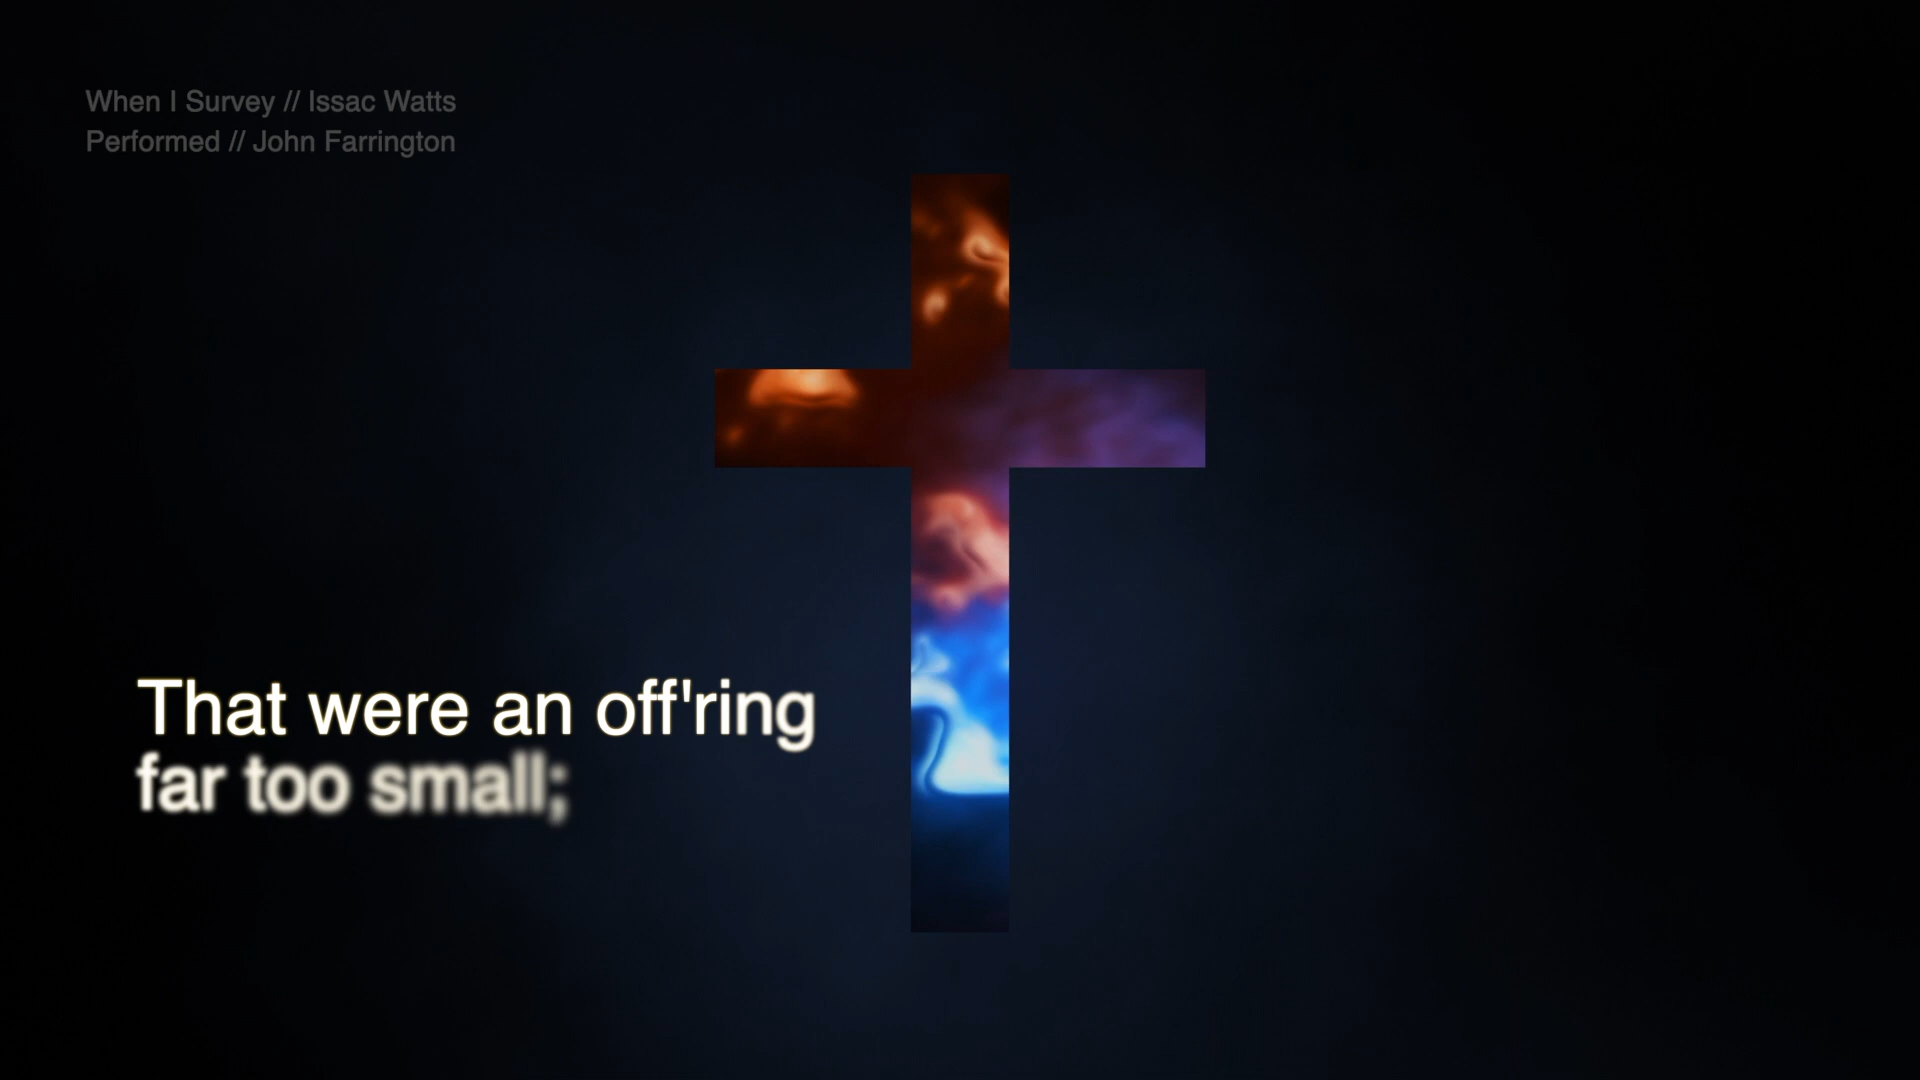 When I Survey // Issac Watts
Performed // John Farrington
That were an off'ring
far too small;